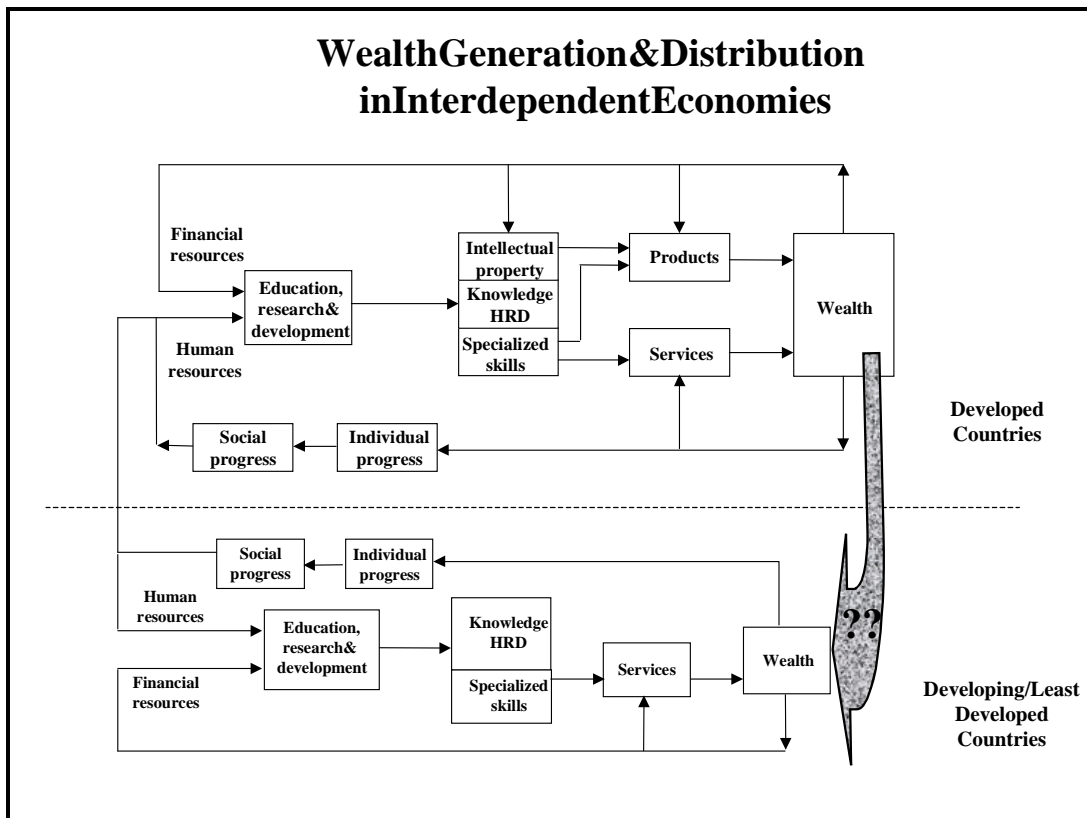 WealthGeneration&Distribution
inInterdependentEconomies
Financial
resources
Education,
research&
development
Human
resources
Intellectual
property
Knowledge
HRD
Specialized
skills
Products
Services
Wealth
Social
progress
Individual
progress
Developed
Countries
Social
progress
Individual
progress
Human
resources
Education,
research&
development
Financial
resources
Knowledge
HRD
Specialized
skills
Services
Wealth
??
Developing/Least
Developed
Countries